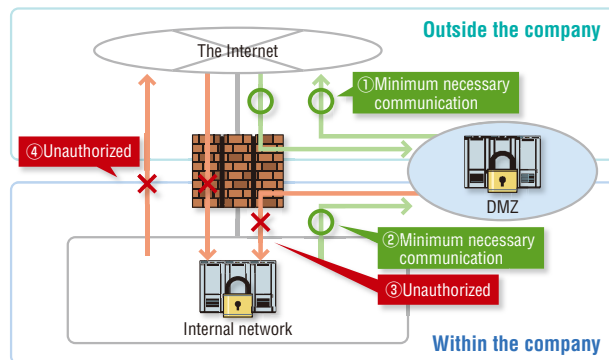 Outside the company
The Internet
①Minimum necessary
communication
④Unauthorized
DMZ
②Minimum necessary
communication
③Unauthorized
Internal network
Within the company